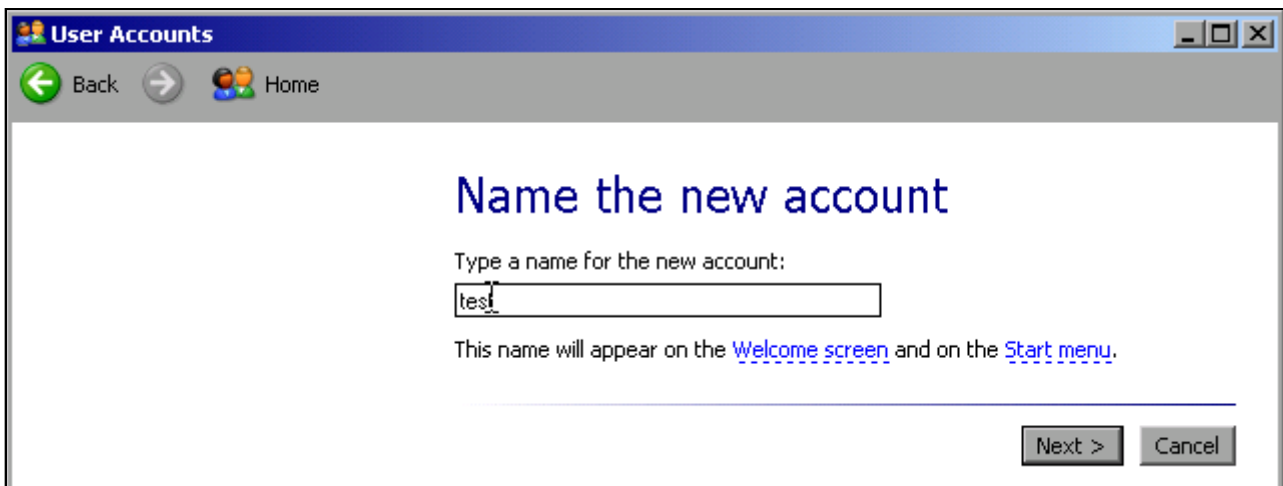 User Accounts
Back Home
Name the new account
Type a name for the new account:
test
This name will appear on the Welcome screen and on the Start menu.
Next > Cancel